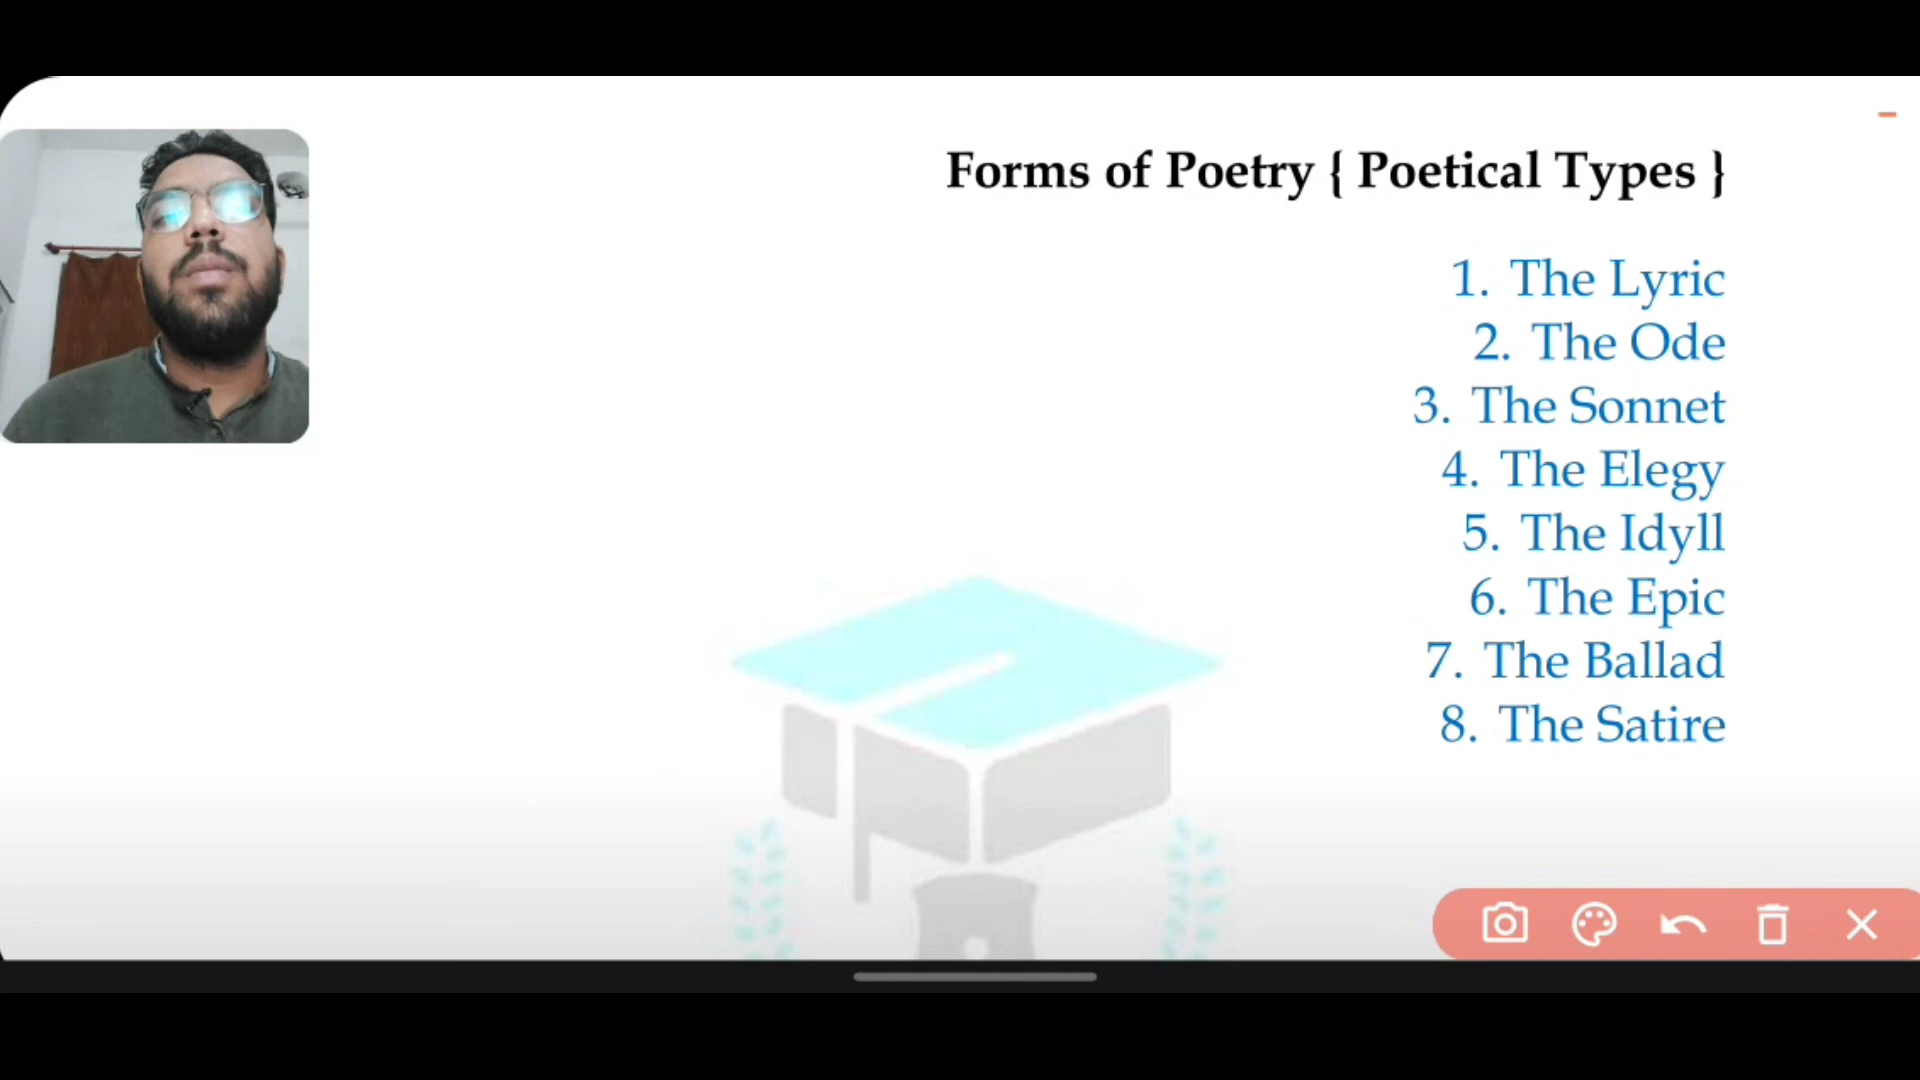 Forms of Poetry { Poetical Types }
1. The Lyric
2. The Ode
3. The Sonnet
4. The Elegy
5. The Idyll
6. The Epic
7. The Ballad
8. The Satire